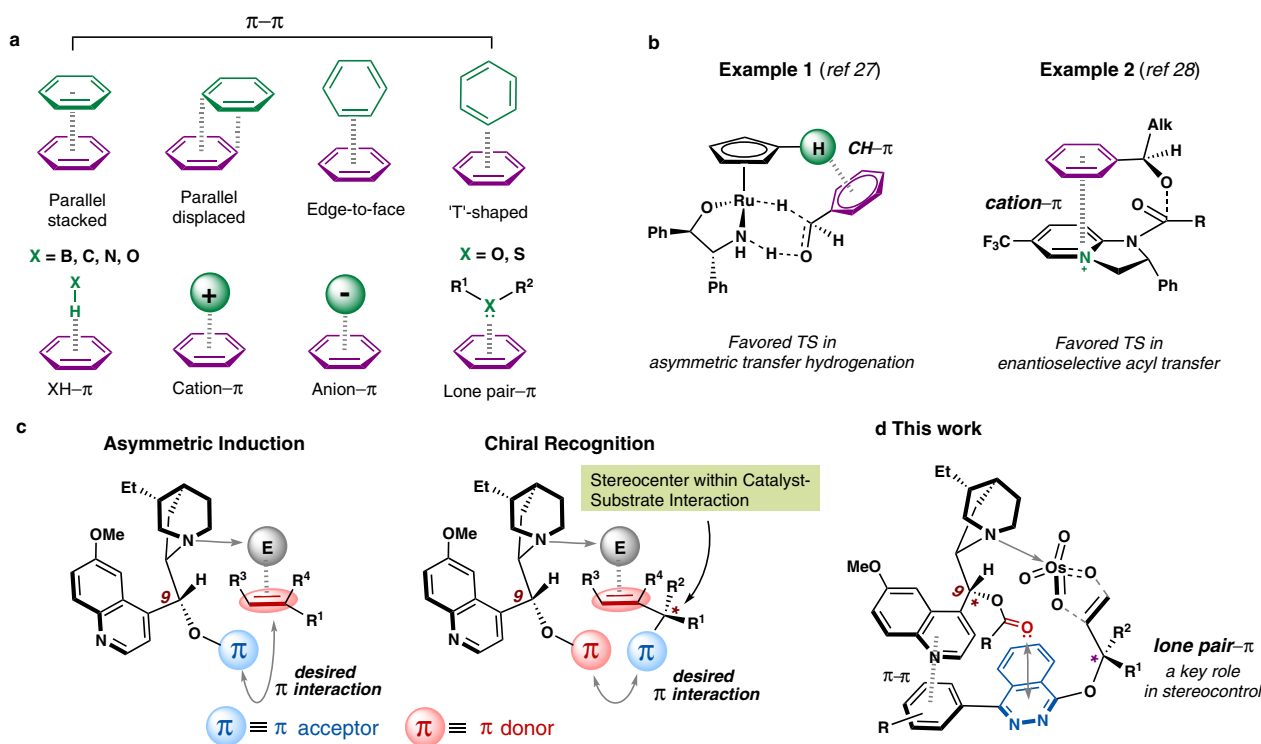 a
π–π
Parallel
stacked
Parallel
displaced
Edge-to-face
'T'-shaped
X = B, C, N, O
X
H
XH–π
+
Cation–π
-
Anion–π
X = O, S
R1 R2
X
Lone pair–π
b
Example 1 (ref 27)
H
CH–π
Ru
O
H
Ph
N
H
H
H
O
Ph
Favored TS in
asymmetric transfer hydrogenation
Example 2 (ref 28)
Alk
H
O
cation–π
O
R
F3C
N
N
+
Ph
Favored TS in
enantioselective acyl transfer
c
Asymmetric Induction
Et
N
OMe
E
H
R3 R4
9
R1
N
O
π
desired
π interaction
Chiral Recognition
Stereocenter within Catalyst-
Substrate Interaction
Et
N
OMe
E
H
R3 R4 R2
9
*
R1
N
O
π
π
desired
π interaction
π ≡ π acceptor
π ≡ π donor
d This work
Et
N
O
O Os O
O
MeO
H
9
*
O
O
R
R2
*
R1
N
π-π
O
R
N N
lone pair–π
a key role
in stereocontrol